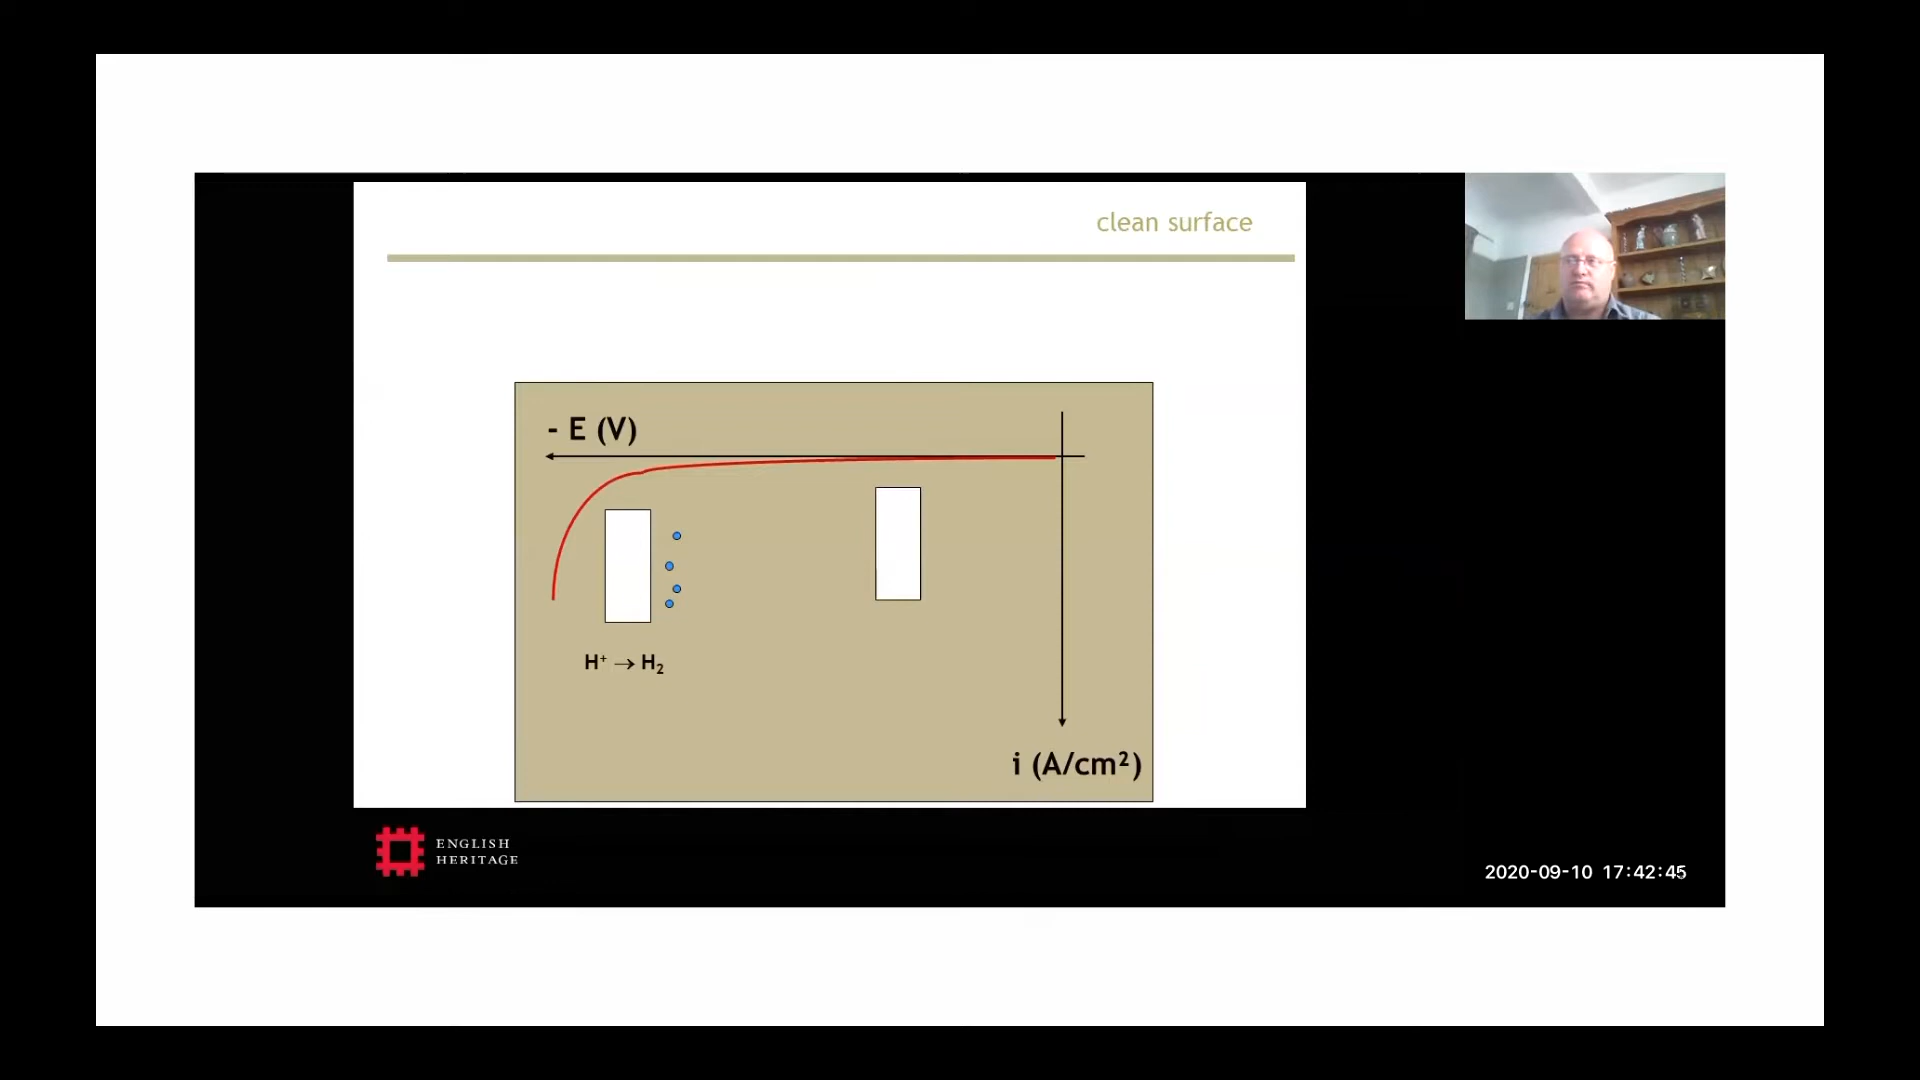 clean surface
- E (V)
H⁺ → H₂
i (A/cm²)
ENGLISH
HERITAGE
2020-09-10 17:42:45